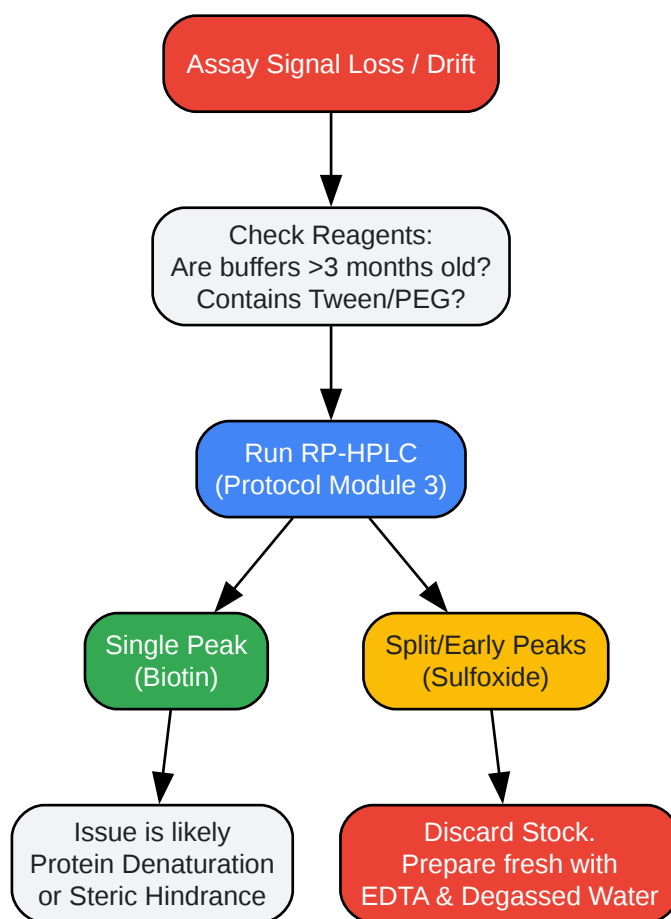 Assay Signal Loss / Drift
Check Reagents:
Are buffers >3 months old?
Contains Tween/PEG?
Run RP-HPLC
(Protocol Module 3)
Single Peak
(Biotin)
Split/Early Peaks
(Sulfoxide)
Issue is likely
Protein Denaturation
or Steric Hindrance
Discard Stock.
Prepare fresh with
EDTA & Degassed Water